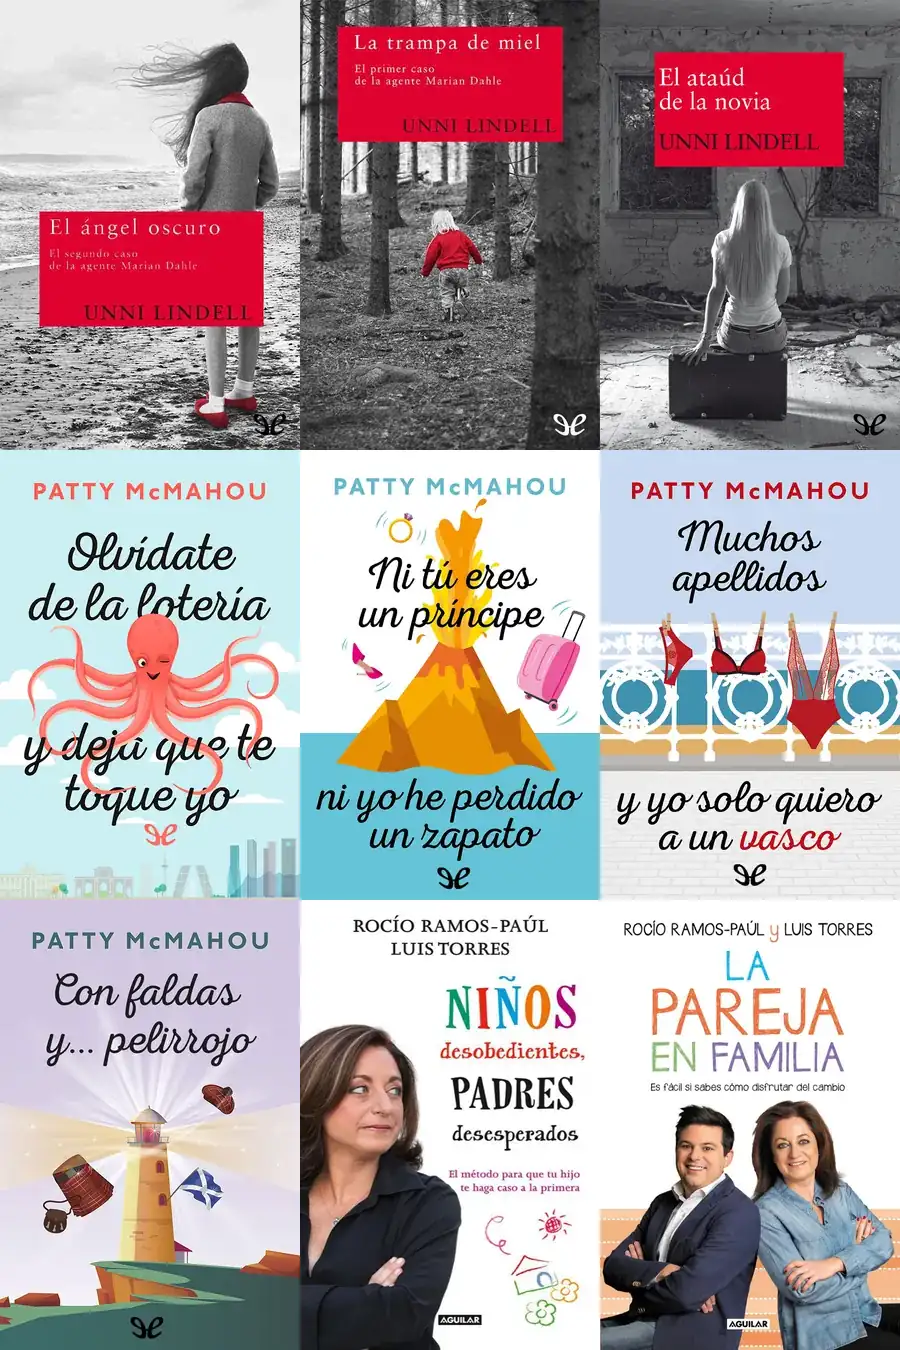 El ángel oscuro
El segundo caso
de la agente Marian Dahle
UNNI LINDELL
La trampa de miel
El primer caso
de la agente Marian Dahle
UNNI LINDELL
El ataúd
de la novia
UNNI LINDELL
PATTY McMAHOU
Olvídate
de la lotería
y deja que te
toque yo
PATTY McMAHOU
Ni tú eres
un príncipe
ni yo he perdido
un zapato
PATTY McMAHOU
Muchos
apellidos
y yo solo quiero
a un vasco
PATTY McMAHOU
Con faldas
y... pelirrojo
ROCÍO RAMOS-PAÚL
LUIS TORRES
NIÑOS
desobedientes,
PADRES
desesperados
El método para que tu hijo
te haga caso a la primera
AGUILAR
ROCÍO RAMOS-PAÚL y LUIS TORRES
LA
PAREJA
EN FAMILIA
Es fácil si sabes cómo disfrutar del cambio
AGUILAR